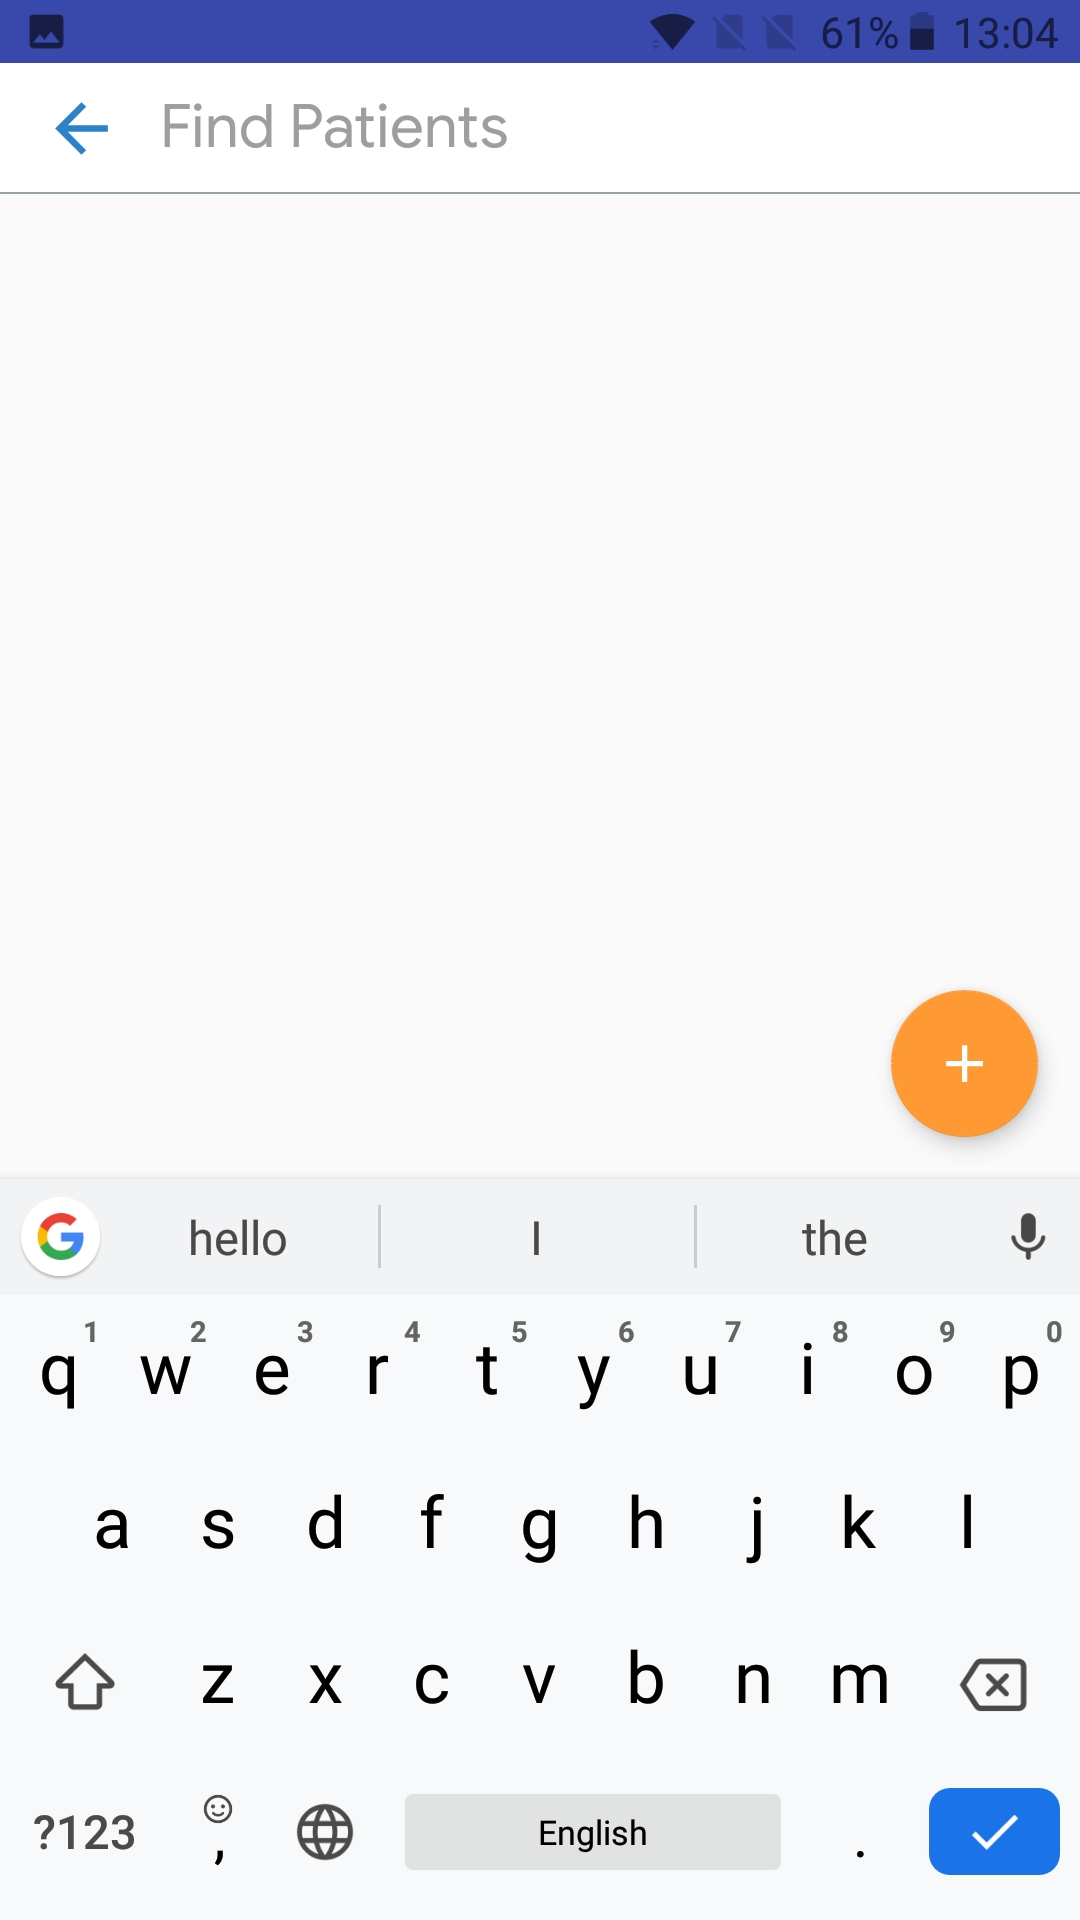 61% 13:04
Find Patients
hello I the
1 2 3 4 5 6 7 8 9 0
q w e r t y u i o p
a s d f g h j k l
z x c v b n m
?123 , English .